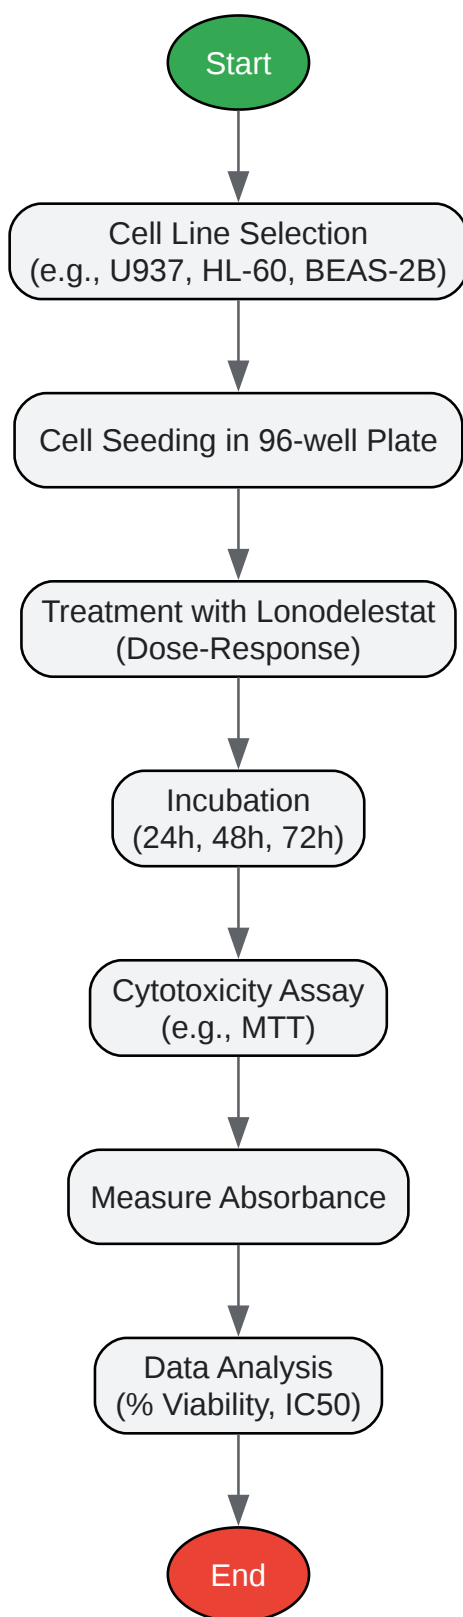 Start
Cell Line Selection
(e.g., U937, HL-60, BEAS-2B)
Cell Seeding in 96-well Plate
Treatment with Lonodelestat
(Dose-Response)
Incubation
(24h, 48h, 72h)
Cytotoxicity Assay
(e.g., MTT)
Measure Absorbance
Data Analysis
(% Viability, IC50)
End